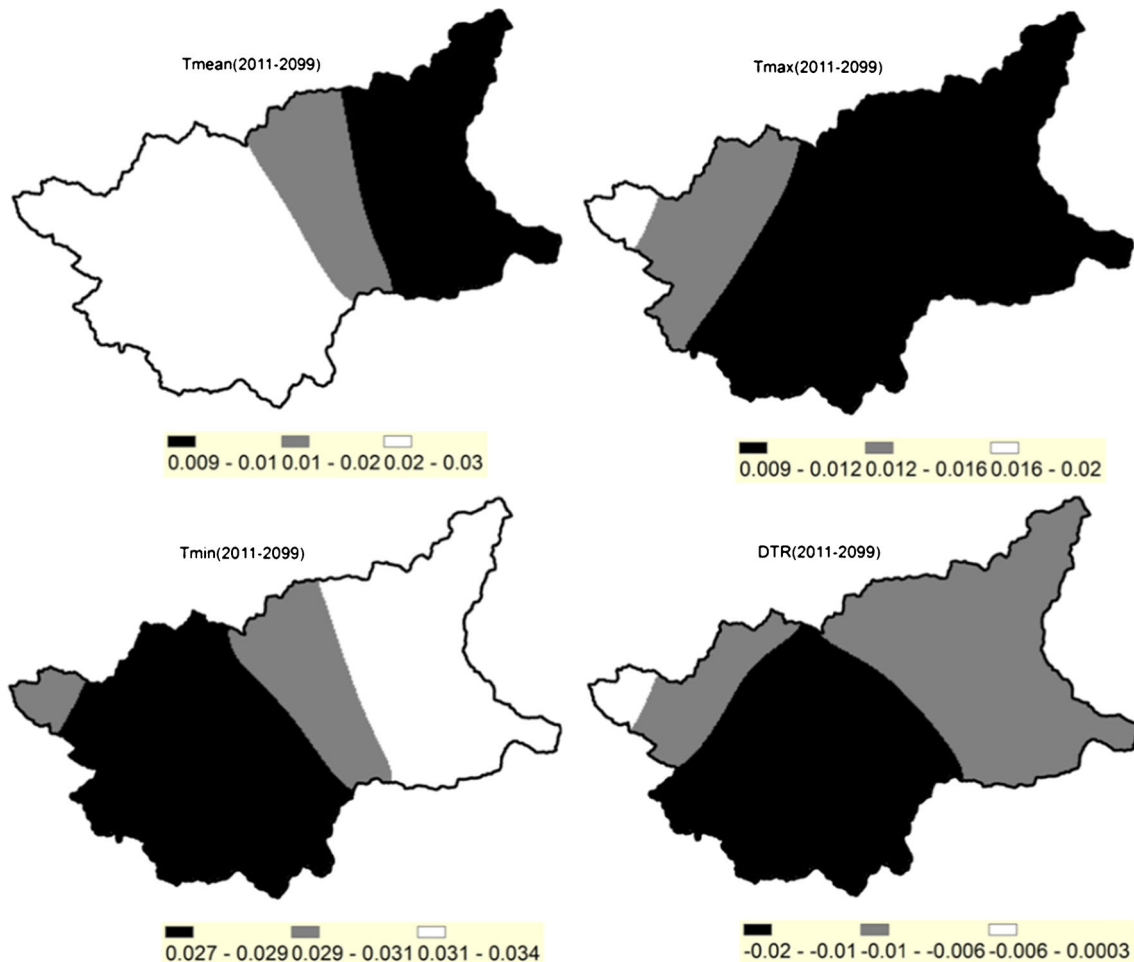 Tmean(2011-2099)
Tmax(2011-2099)
0.009 - 0.01 0.01 - 0.02 0.02 - 0.03
0.009 - 0.012 0.012 - 0.016 0.016 - 0.02
Tmin(2011-2099)
DTR(2011-2099)
0.027 - 0.029 0.029 - 0.031 0.031 - 0.034
-0.02 - -0.01 -0.01 - -0.006 -0.006 - 0.0003